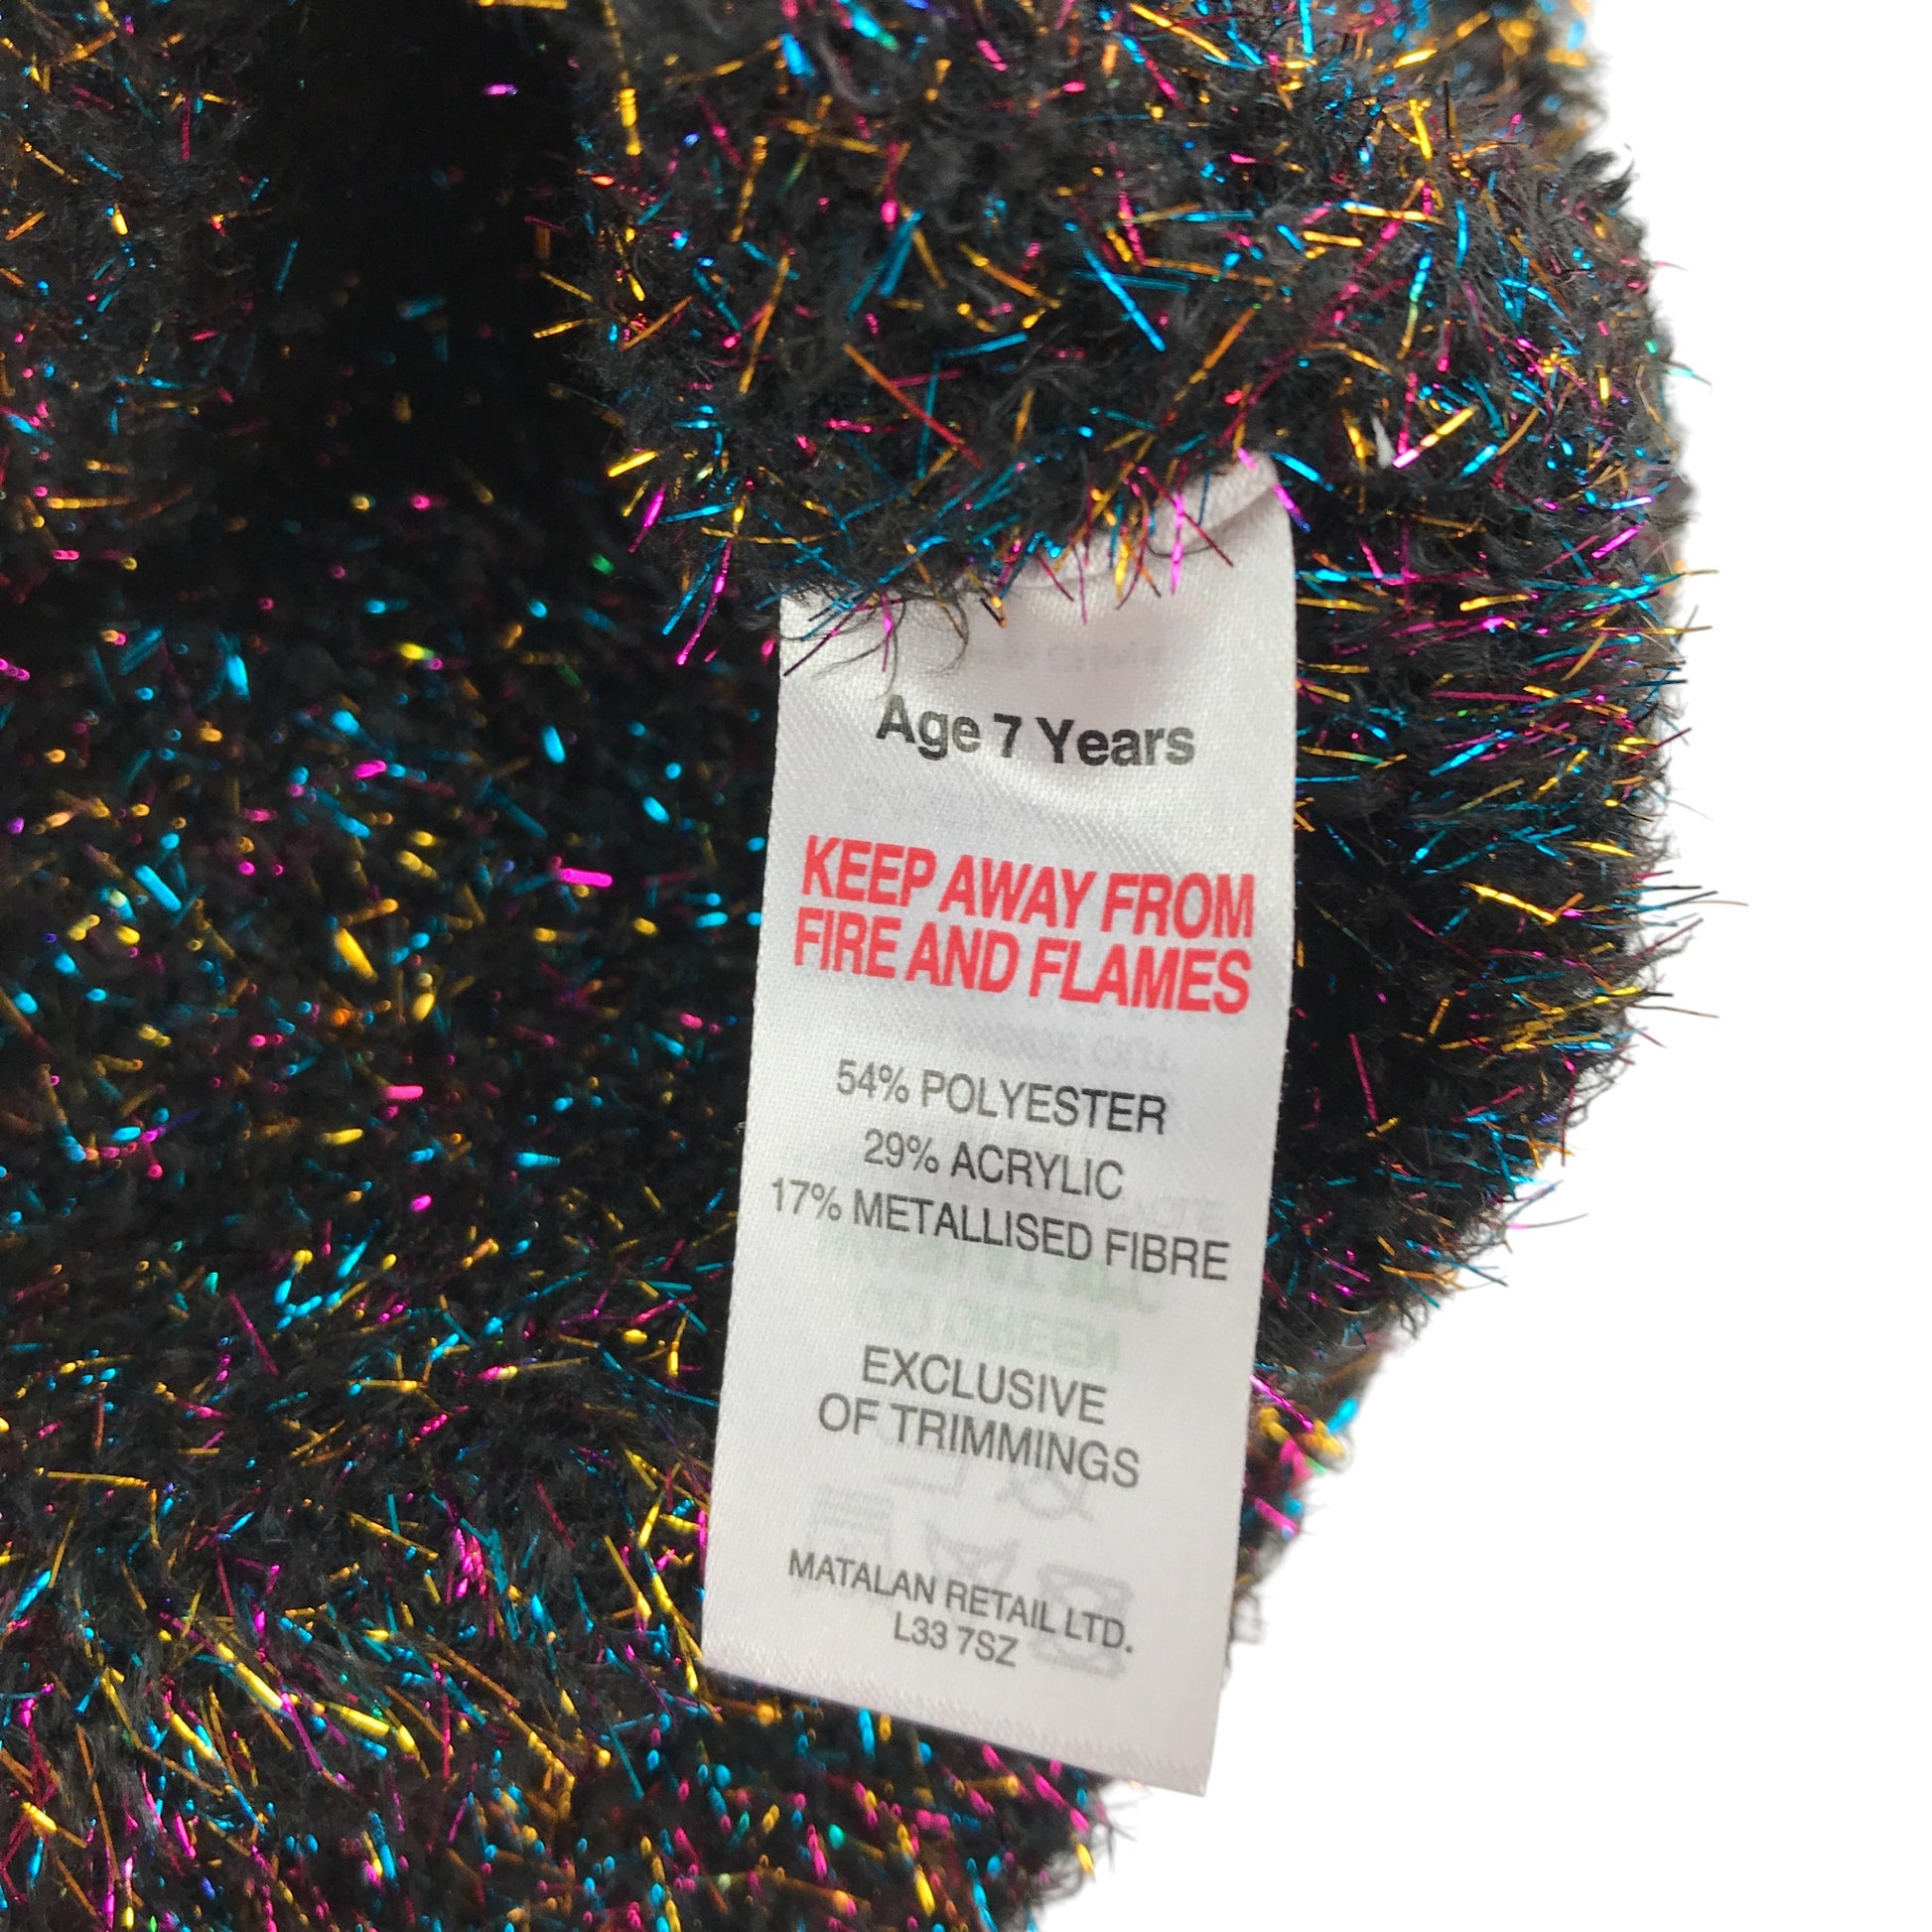 Age 7 Years
KEEP AWAY FROM
FIRE AND FLAMES
54% POLYESTER
29% ACRYLIC
17% METALLISED FIBRE
EXCLUSIVE
OF TRIMMINGS
MATALAN RETAIL LTD.
L33 7SZ